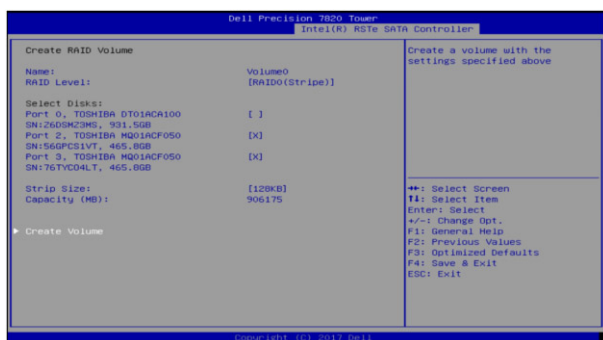 Dell Precision 7820 Tower
Intel(R) RSTe SATA Controller
Create RAID Volume
Name: Volume0
RAID Level: [RAID0(Stripe)]
Select Disks:
Port 0, TOSHIBA DT01ACA100 [ ]
SN:Z6DSMZ3MS, 931.5GB
Port 2, TOSHIBA MQ01ACF050 [X]
SN:56GPCS1VT, 465.8GB
Port 3, TOSHIBA MQ01ACF050 [X]
SN:76TYCO4LT, 465.8GB
Strip Size: [128KB]
Capacity (MB): 906175
Create Volume
Create a volume with the
settings specified above
→←: Select Screen
↑↓: Select Item
Enter: Select
+/-: Change Opt.
F1: General Help
F2: Previous Values
F3: Optimized Defaults
F4: Save & Exit
ESC: Exit
Copyright (C) 2017 Dell